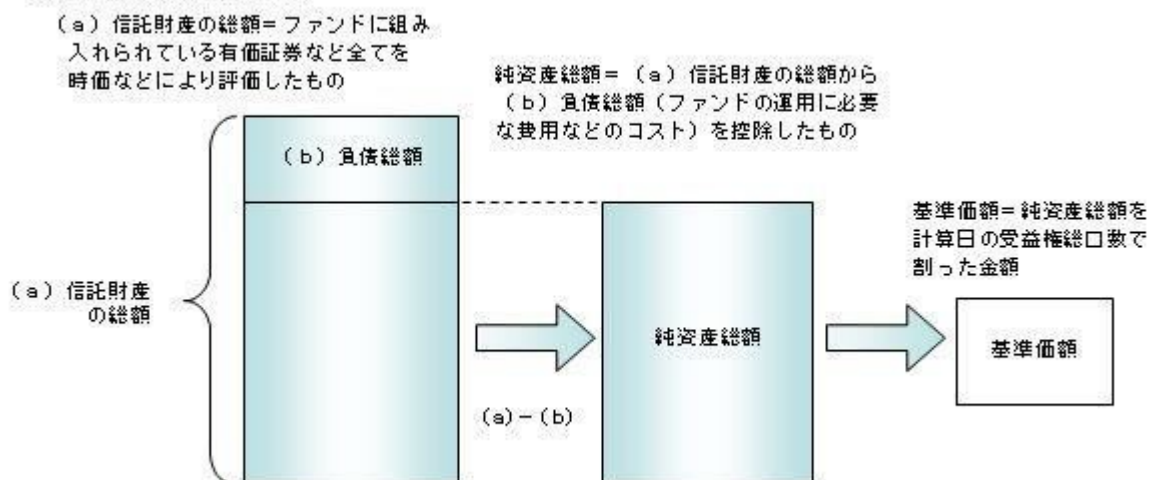 （a）信託財産の総額＝ファンドに組み
入れられている有価証券など全てを
時価などにより評価したもの
純資産総額＝（a）信託財産の総額から
（b）負債総額（ファンドの運用に必要
な費用などのコスト）を控除したもの
（b）負債総額
基準価額＝純資産総額を
計算日の受益権総口数で
割った金額
（a）信託財産
の総額
純資産総額
基準価額
(a)－(b)